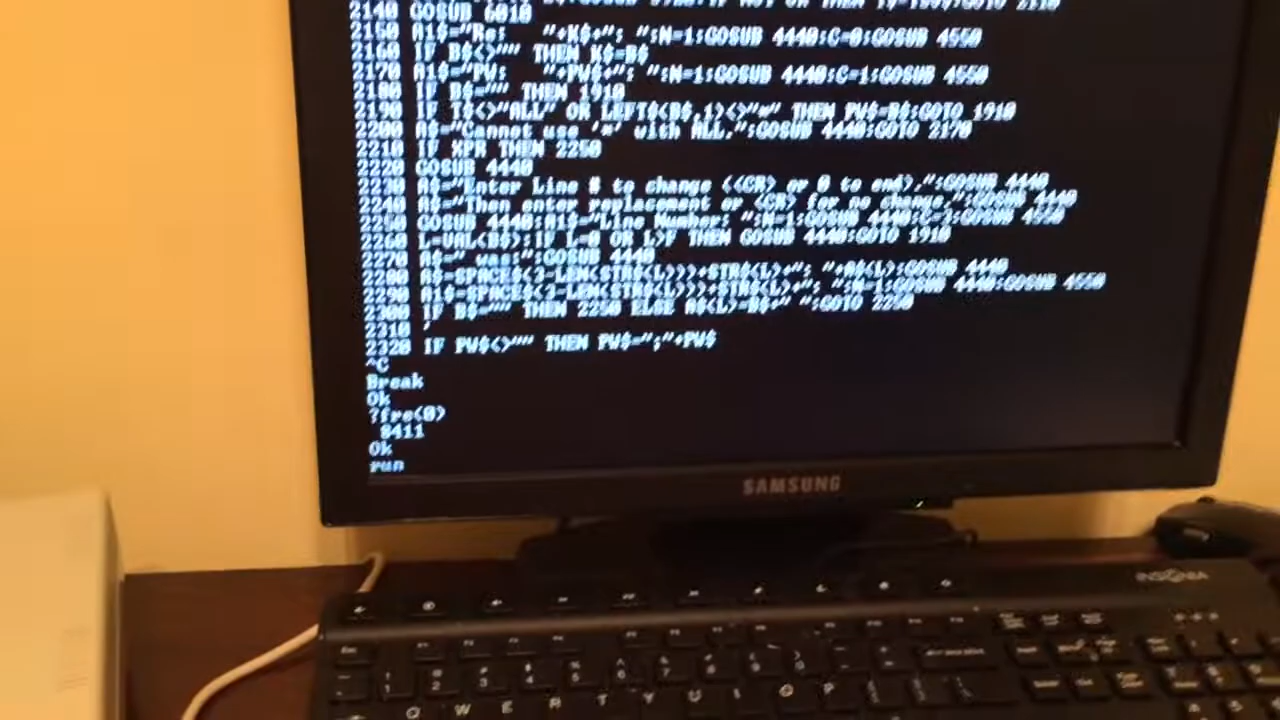 2140 GOSUB 6010
2150 A1$="Re:   "+K$+"; ":N=1:GOSUB 4440:C=0:GOSUB 4550
2160 IF B$<>"" THEN K$=B$
2170 A1$="PW:   "+PW$+"; ":N=1:GOSUB 4440:C=1:GOSUB 4550
2180 IF B$="" THEN 1910
2190 IF T$<>"ALL" OR LEFT$(B$,1)<>"*" THEN PW$=B$:GOTO 1910
2200 A$="Cannot use '*' with ALL.":GOSUB 4440:GOTO 2170
2210 IF XPR THEN 2250
2220 GOSUB 4440
2230 A$="Enter Line # to change (<CR> or 0 to end).":GOSUB 4440
2240 A$="Then enter replacement or <CR> for no change.":GOSUB 4440
2250 GOSUB 4440:A1$="Line Number: ":N=1:GOSUB 4440:C=3:GOSUB 4550
2260 L=VAL(B$):IF L=0 OR L>F THEN GOSUB 4440:GOTO 1910
2270 A$=" was:":GOSUB 4440
2280 A$=SPACE$(3-LEN(STR$(L)))+STR$(L)+": "+A$(L):GOSUB 4440
2290 A1$=SPACE$(3-LEN(STR$(L)))+STR$(L)+": ":N=1:GOSUB 4440:GOSUB 4550
2300 IF B$="" THEN 2250 ELSE A$(L)=B$+" ":GOTO 2250
2310 '
2320 IF PW$<>"" THEN PW$=";"+PW$
^C
Break
Ok
?fre(0)
8411
Ok
run
SAMSUNG
INSIGNIA
Q W E R T Y U I O P